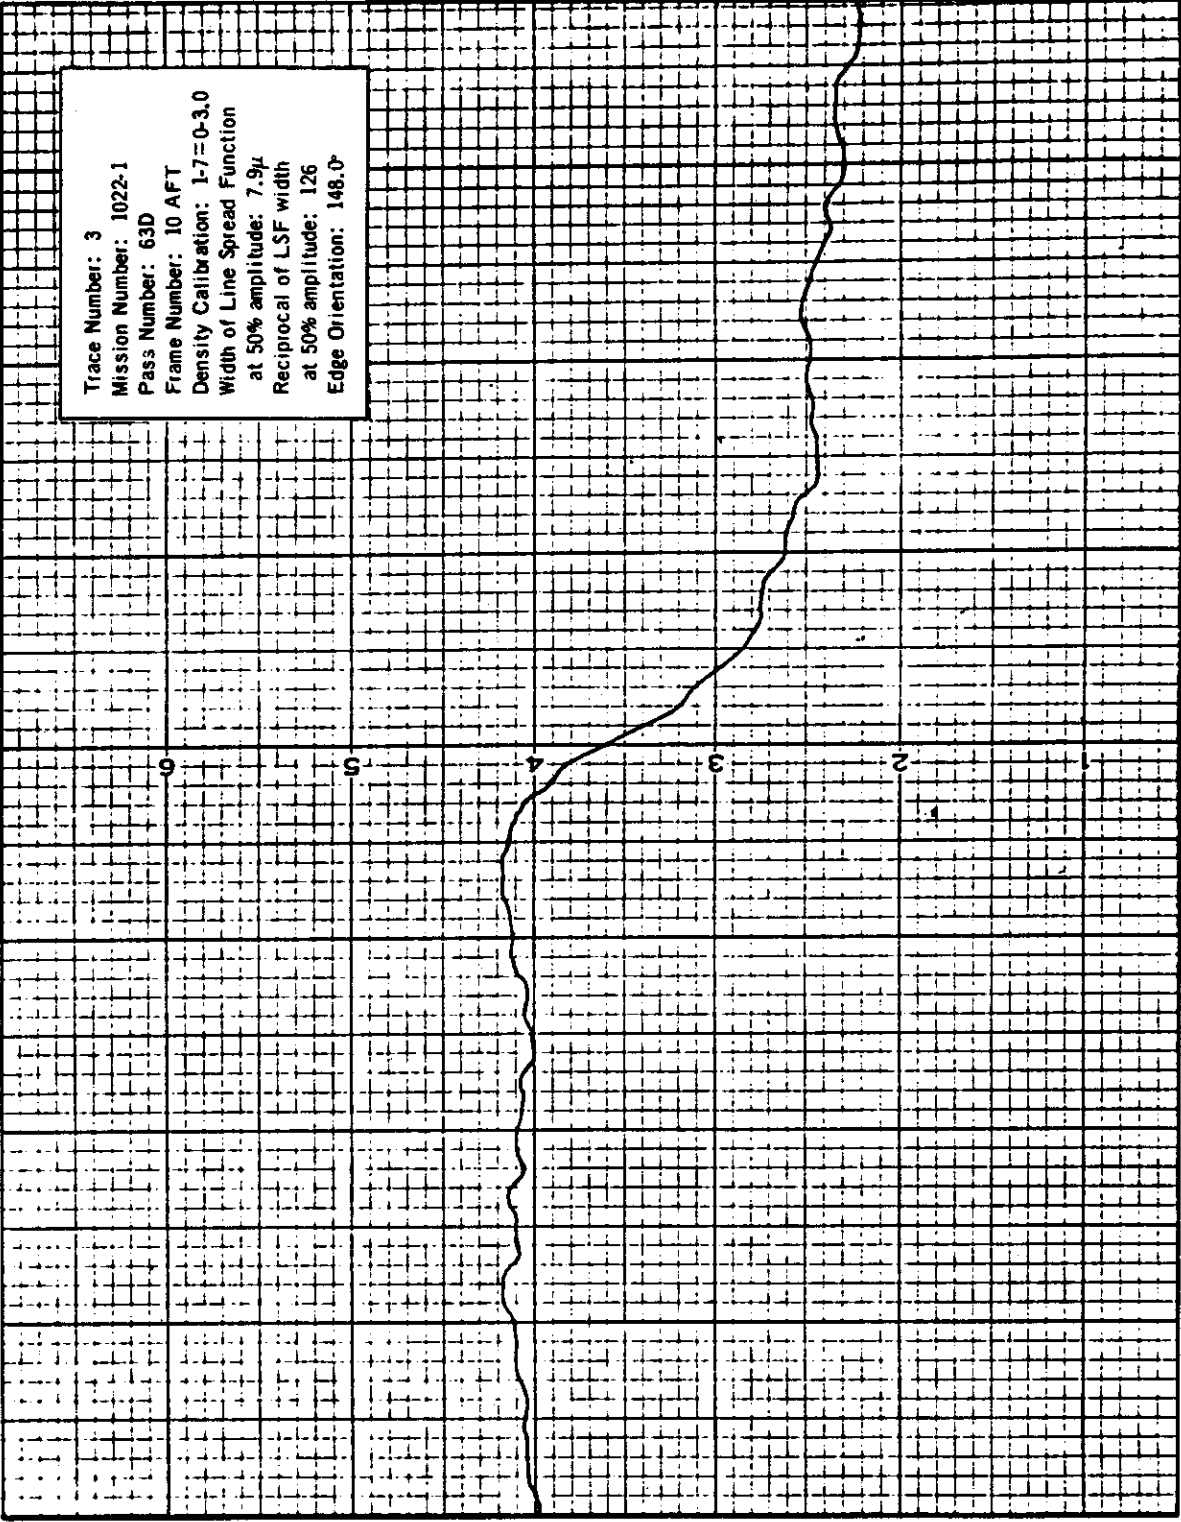 Trace Number: 3
Mission Number: 1022-1
Pass Number: 63D
Frame Number: 10 AFT
Density Calibration: 1-7=0-3.0
Width of Line Spread Function
at 50% amplitude: 7.9μ
Reciprocal of LSF width
at 50% amplitude: 126
Edge Orientation: 148.0°
6
5
4
3
2
1